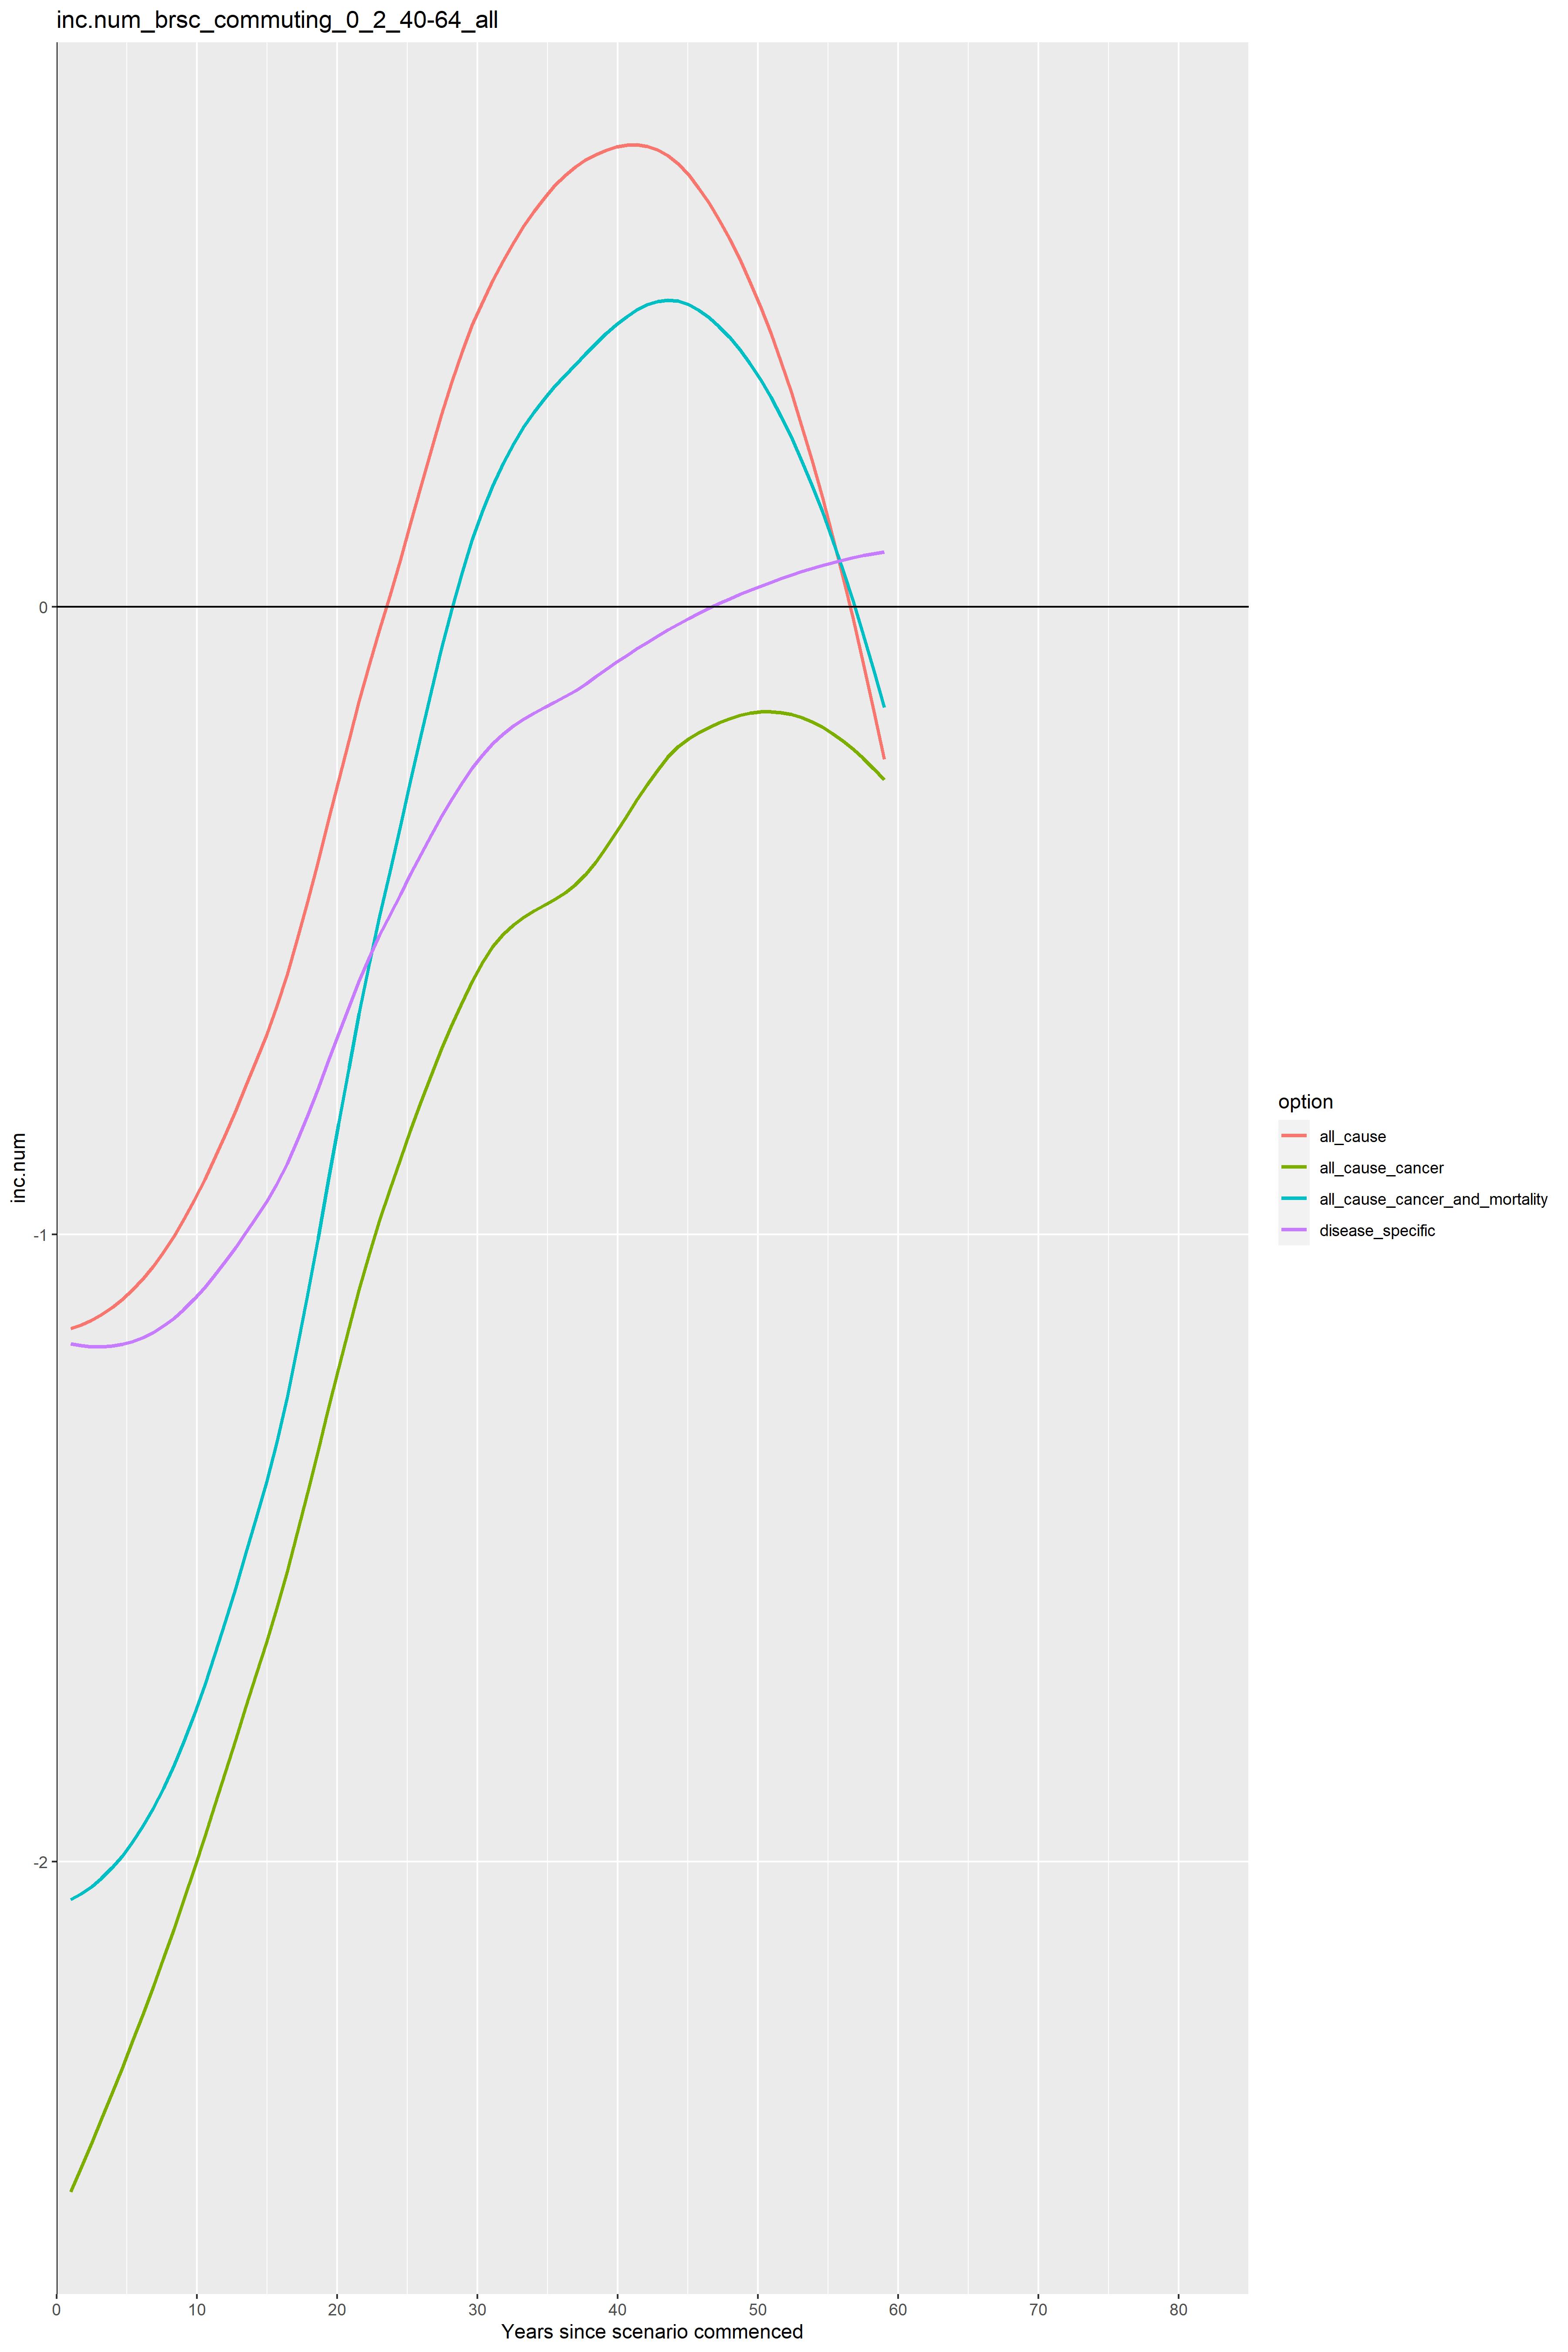 inc.num_brsc_commuting_0_2_40-64_all
inc.num
0
-1
-2
0 10 20 30 40 50 60 70 80
Years since scenario commenced
option
all_cause
all_cause_cancer
all_cause_cancer_and_mortality
disease_specific